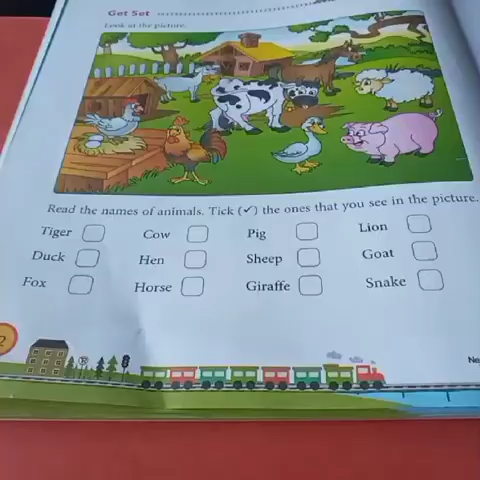 Get Set
Look at the picture.
Read the names of animals. Tick (✓) the ones that you see in the picture.
Tiger Cow Pig Lion
Duck Hen Sheep Goat
Fox Horse Giraffe Snake